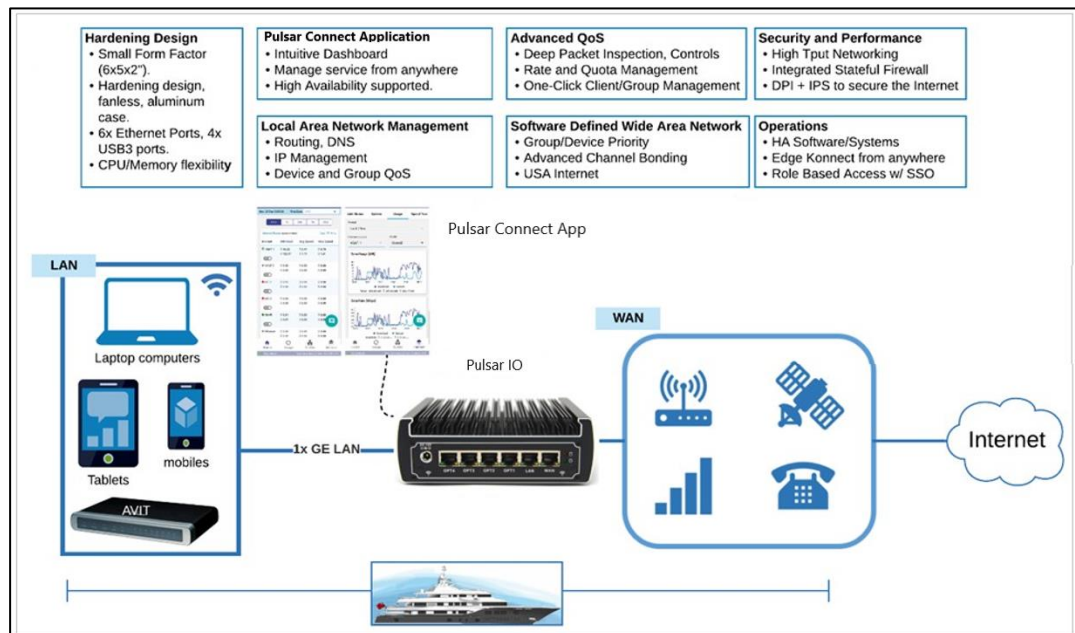 Hardening Design
• Small Form Factor
(6x5x2").
• Hardening design,
fanless, aluminum
case.
• 6x Ethernet Ports, 4x
USB3 ports.
• CPU/Memory flexibility
Pulsar Connect Application
• Intuitive Dashboard
• Manage service from anywhere
• High Availability supported.
Advanced QoS
• Deep Packet Inspection, Controls
• Rate and Quota Management
• One-Click Client/Group Management
Security and Performance
• High Tput Networking
• Integrated Stateful Firewall
• DPI + IPS to secure the Internet
Local Area Network Management
• Routing, DNS
• IP Management
• Device and Group QoS
Software Defined Wide Area Network
• Group/Device Priority
• Advanced Channel Bonding
• USA Internet
Operations
• HA Software/Systems
• Edge Konnect from anywhere
• Role Based Access w/ SSO
Pulsar Connect App
LAN
Laptop computers
Tablets
mobiles
AVIT
1x GE LAN
Pulsar IO
OPT4 OPT3 OPT2 OPT1 LAN WAN
WAN
Internet